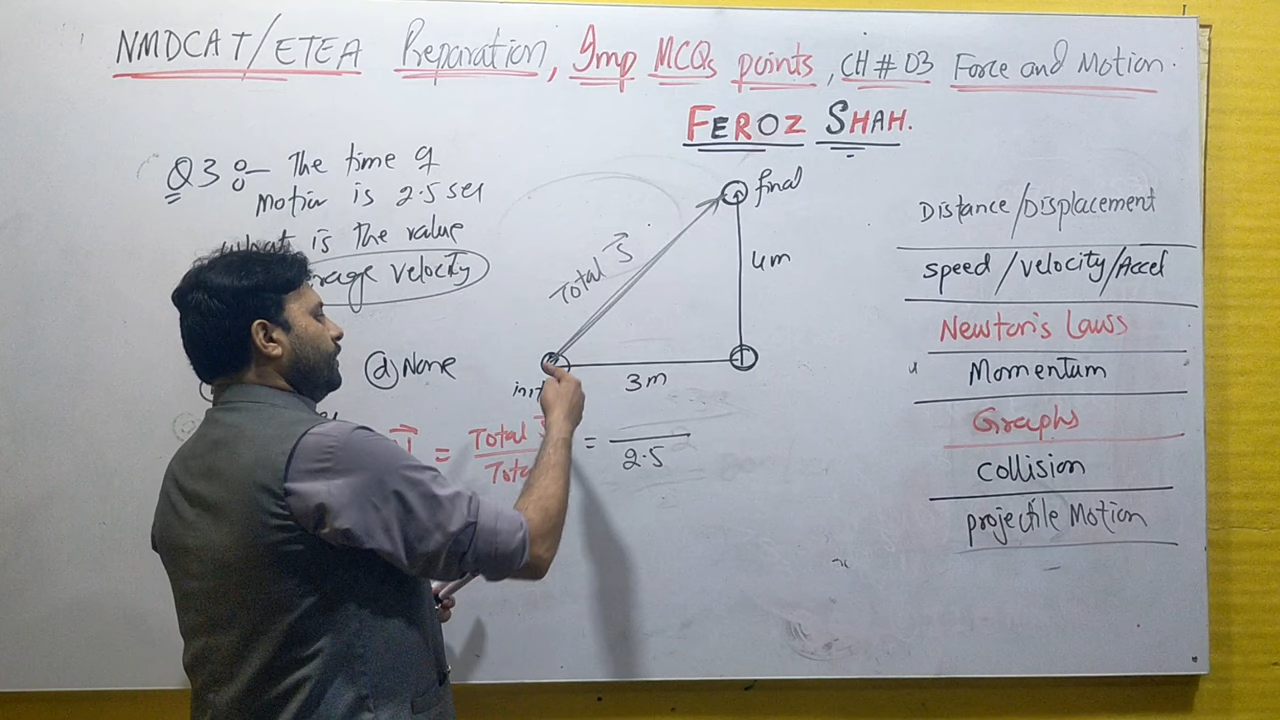 NMDCAT/ETEA Preparation, Imp MCQs points, CH # 03 Force and Motion.
FEROZ SHAH.
Q3:- The time of
Motion is 2.5 sec
what is the value
velocity
(d) None
final
Total S
4m
3m
= Total = 
2.5
Distance/Displacement
speed/velocity/Accel
Newton's Laws
Momentum
Graphs
collision
projectile Motion